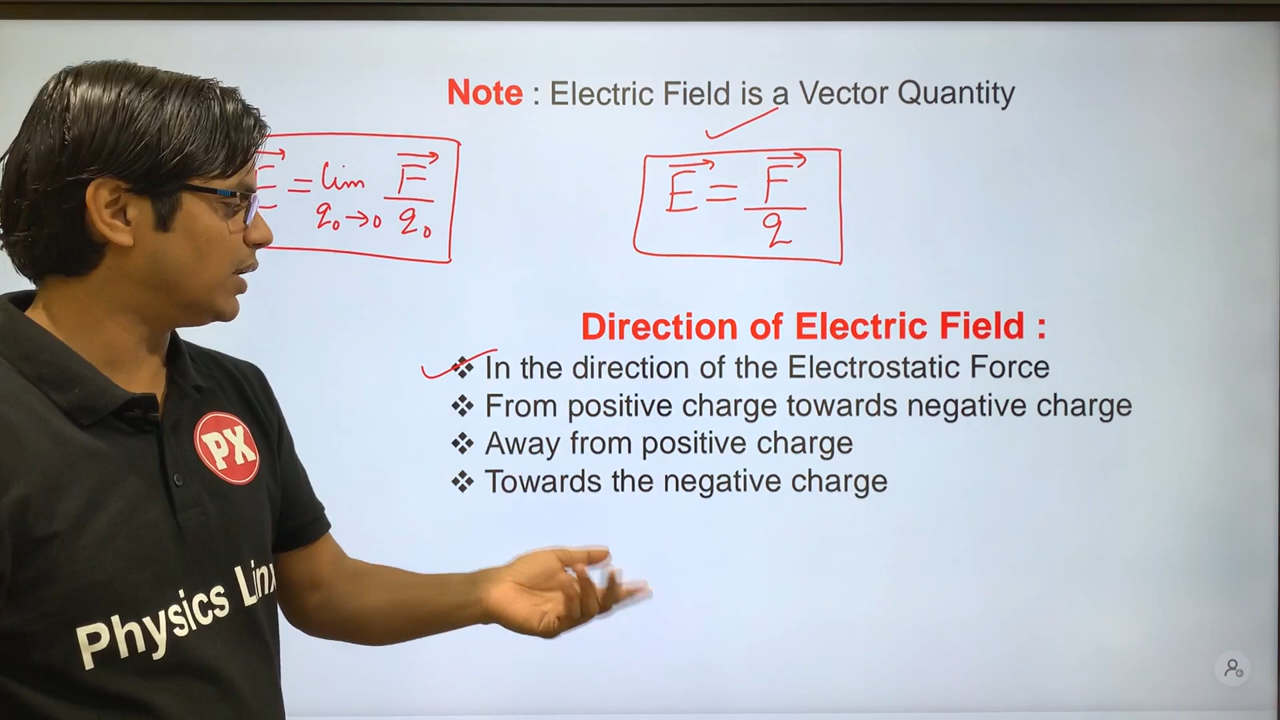 Note : Electric Field is a Vector Quantity
E = lim q₀→0 F/q₀
E = F/q
Direction of Electric Field :
❖ In the direction of the Electrostatic Force
❖ From positive charge towards negative charge
❖ Away from positive charge
❖ Towards the negative charge
PX
Physics Linx